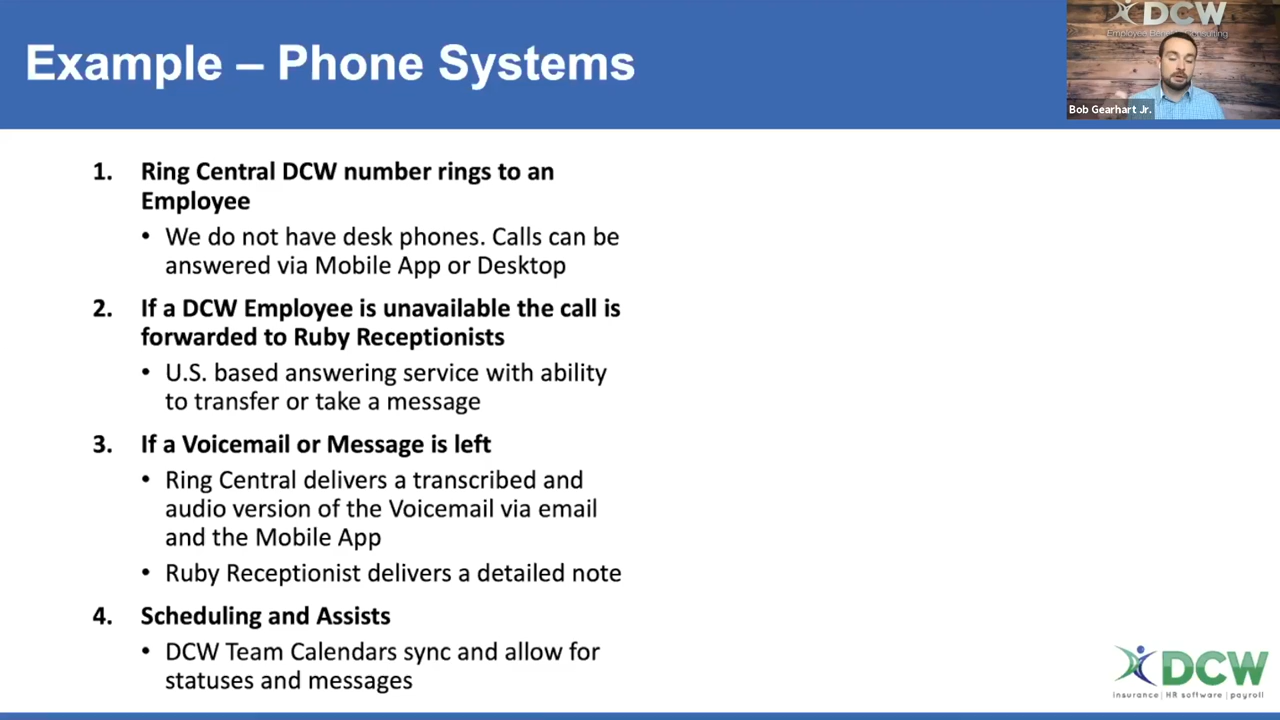 Example – Phone Systems
DCW
Employee Benefits Consulting
Bob Gearhart Jr.
1. Ring Central DCW number rings to an
Employee
• We do not have desk phones. Calls can be
answered via Mobile App or Desktop
2. If a DCW Employee is unavailable the call is
forwarded to Ruby Receptionists
• U.S. based answering service with ability
to transfer or take a message
3. If a Voicemail or Message is left
• Ring Central delivers a transcribed and
audio version of the Voicemail via email
and the Mobile App
• Ruby Receptionist delivers a detailed note
4. Scheduling and Assists
• DCW Team Calendars sync and allow for
statuses and messages
DCW
insurance | HR software | payroll